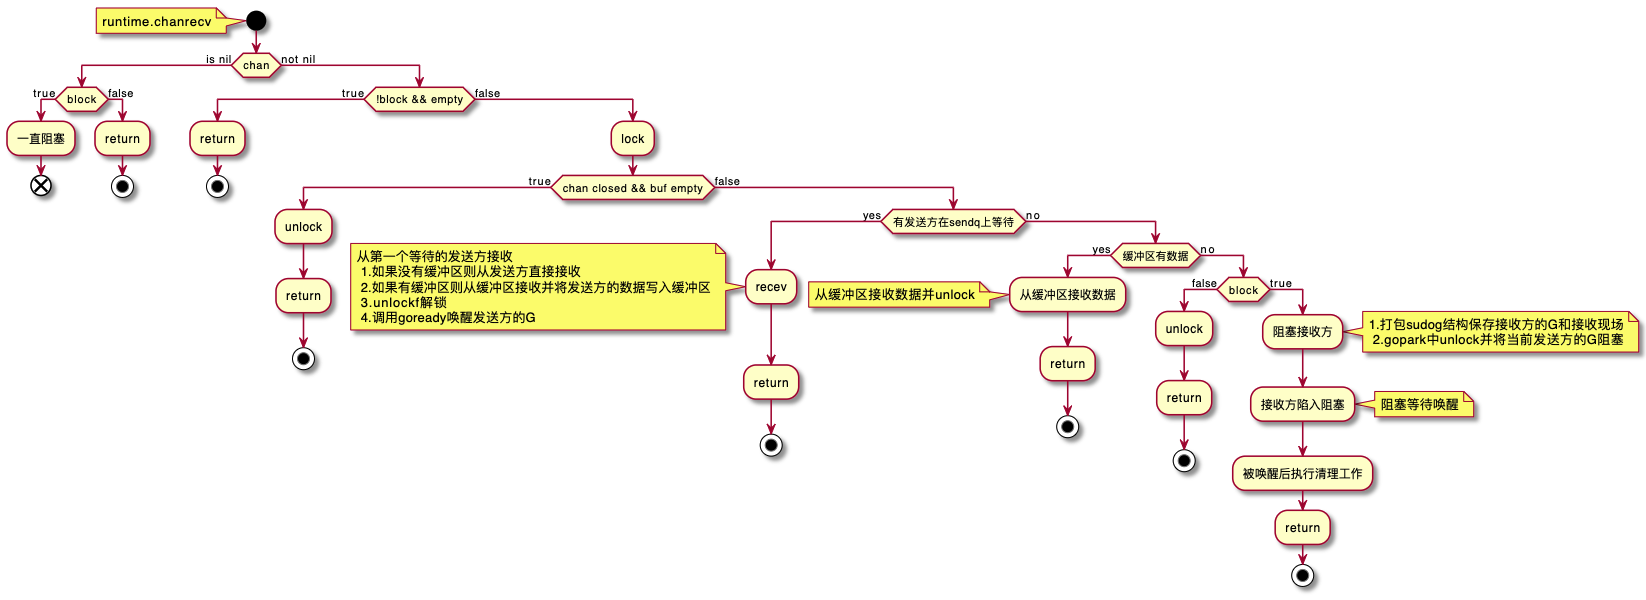 runtime.chanrecv
chan
is nil
not nil
block
true
false
一直阻塞
return
!block && empty
true
false
return
lock
chan closed && buf empty
true
false
unlock
return
有发送方在sendq上等待
yes
no
从第一个等待的发送方接收
1.如果没有缓冲区则从发送方直接接收
2.如果有缓冲区则从缓冲区接收并将发送方的数据写入缓冲区
3.unlockf解锁
4.调用goready唤醒发送方的G
recev
return
缓冲区有数据
yes
no
从缓冲区接收数据并unlock
从缓冲区接收数据
return
block
false
true
unlock
return
阻塞接收方
1.打包sudog结构保存接收方的G和接收现场
2.gopark中unlock并将当前发送方的G阻塞
接收方陷入阻塞
阻塞等待唤醒
被唤醒后执行清理工作
return